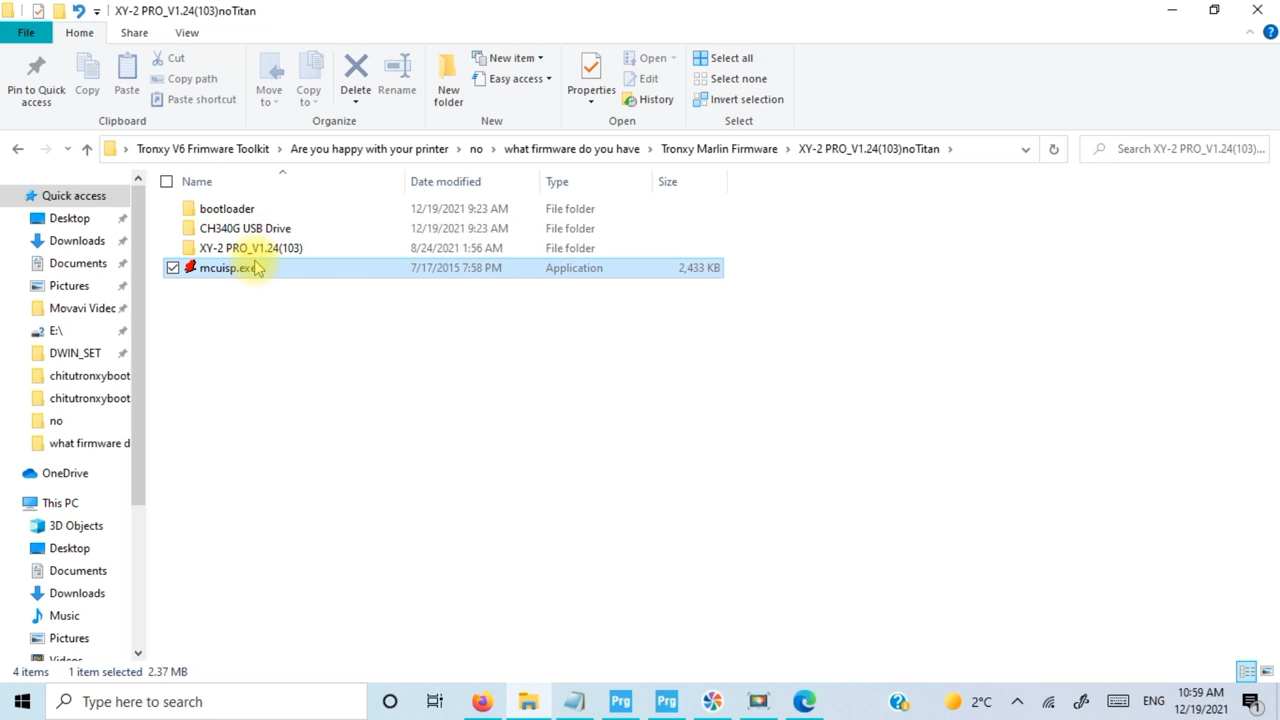 XY-2 PRO_V1.24(103)noTitan
File Home Share View
Pin to Quick access
Copy
Paste
Cut
Copy path
Paste shortcut
Clipboard
Move to
Copy to
Delete
Rename
Organize
New folder
New item
Easy access
New
Properties
Open
Edit
History
Open
Select all
Select none
Invert selection
Select
Tronxy V6 Frimware Toolkit Are you happy with your printer no what firmware do you have Tronxy Marlin Firmware XY-2 PRO_V1.24(103)noTitan
Search XY-2 PRO_V1.24(103)...
Name Date modified Type Size
bootloader 12/19/2021 9:23 AM File folder
CH340G USB Drive 12/19/2021 9:23 AM File folder
XY-2 PRO_V1.24(103) 8/24/2021 1:56 AM File folder
mcuisp.exe 7/17/2015 7:58 PM Application 2,433 KB
Quick access
Desktop
Downloads
Documents
Pictures
Movavi Videc
E:\
DWIN_SET
chitutronxyboot
chitutronxyboot
no
what firmware d
OneDrive
This PC
3D Objects
Desktop
Documents
Downloads
Music
Pictures
Videos
4 items 1 item selected 2.37 MB
Type here to search
Prg
Prg
2°C
ENG
10:59 AM
12/19/2021
1